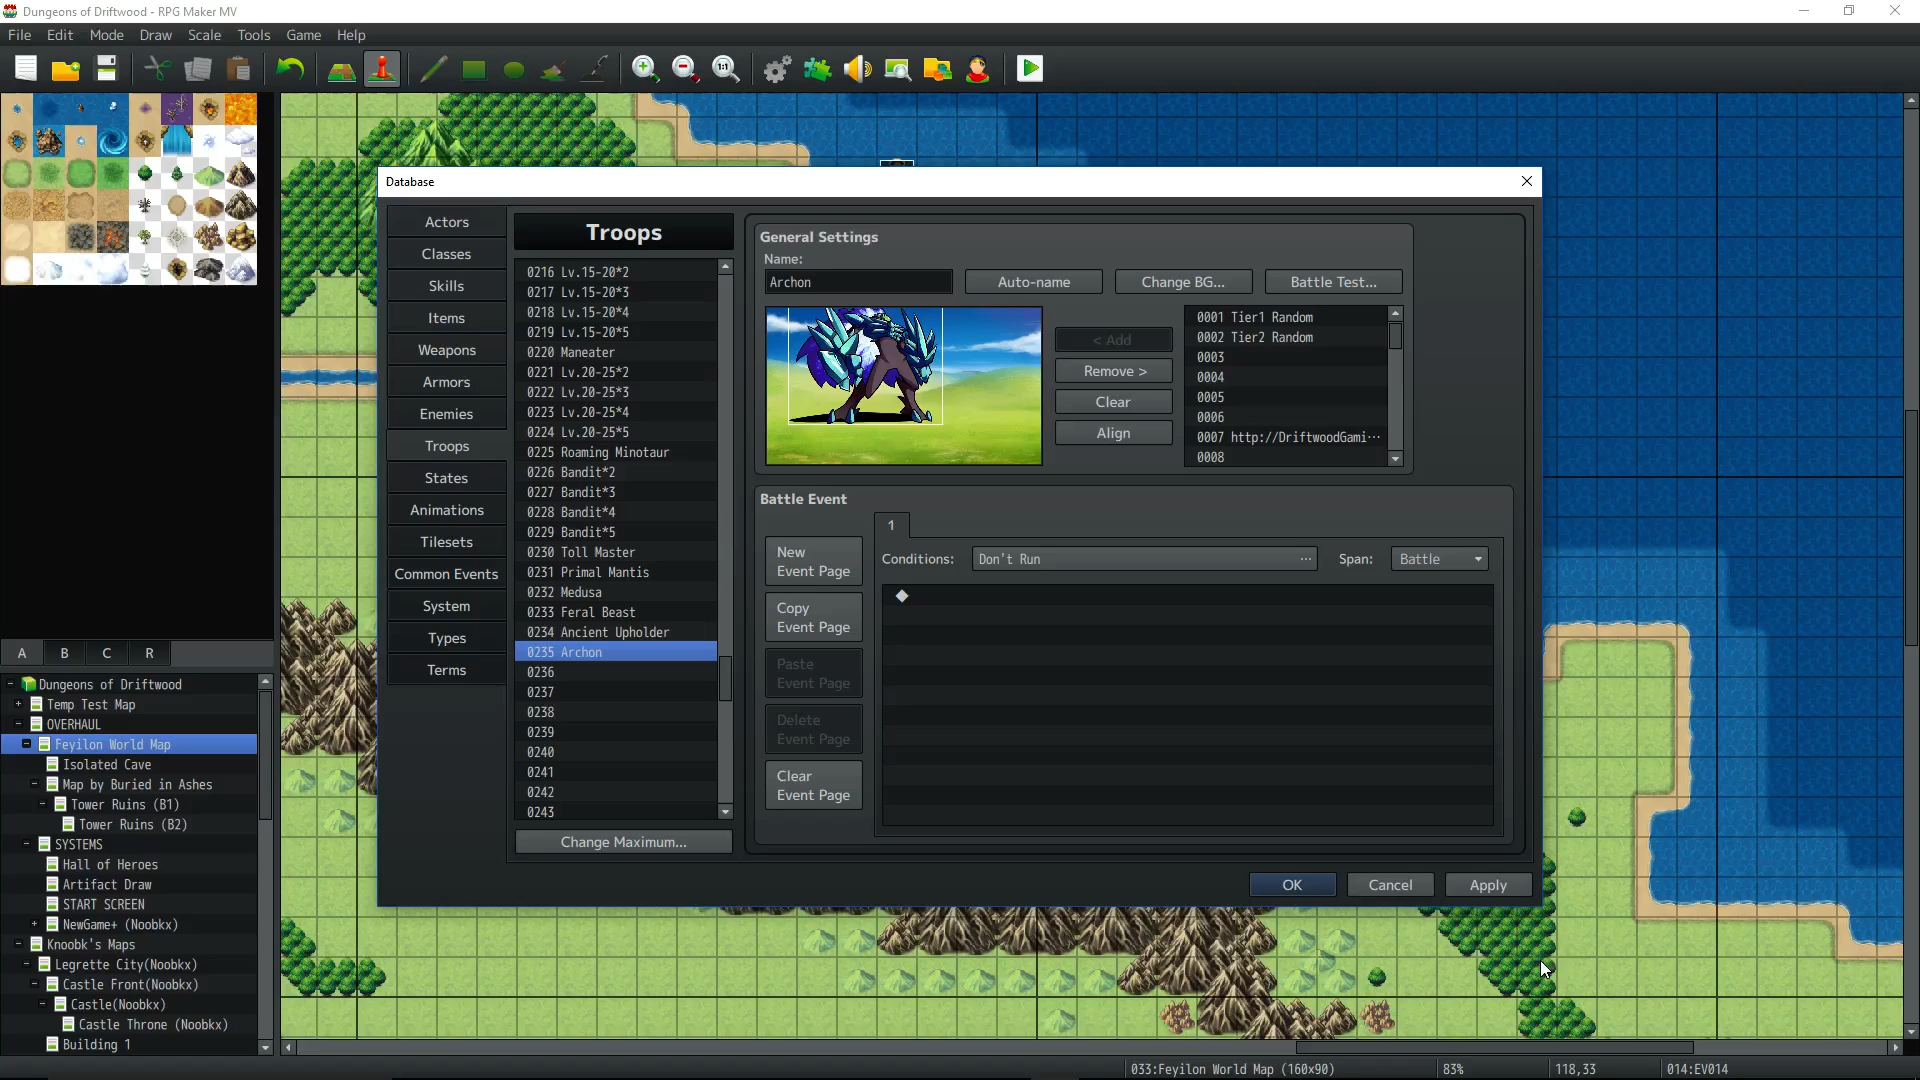 Dungeons of Driftwood - RPG Maker MV
File Edit Mode Draw Scale Tools Game Help
1:1
A B C R
Dungeons of Driftwood
Temp Test Map
OVERHAUL
Feyilon World Map
Isolated Cave
Map by Buried in Ashes
Tower Ruins (B1)
Tower Ruins (B2)
SYSTEMS
Hall of Heroes
Artifact Draw
START SCREEN
NewGame+ (Noobkx)
Knoobk's Maps
Legrette City(Noobkx)
Castle Front(Noobkx)
Castle(Noobkx)
Castle Throne (Noobkx)
Building 1
Database
Actors
Classes
Skills
Items
Weapons
Armors
Enemies
Troops
States
Animations
Tilesets
Common Events
System
Types
Terms
Troops
0216 Lv.15-20*2
0217 Lv.15-20*3
0218 Lv.15-20*4
0219 Lv.15-20*5
0220 Maneater
0221 Lv.20-25*2
0222 Lv.20-25*3
0223 Lv.20-25*4
0224 Lv.20-25*5
0225 Roaming Minotaur
0226 Bandit*2
0227 Bandit*3
0228 Bandit*4
0229 Bandit*5
0230 Toll Master
0231 Primal Mantis
0232 Medusa
0233 Feral Beast
0234 Ancient Upholder
0235 Archon
0236
0237
0238
0239
0240
0241
0242
0243
Change Maximum...
General Settings
Name:
Archon
Auto-name
Change BG...
Battle Test...
< Add
Remove >
Clear
Align
0001 Tier1 Random
0002 Tier2 Random
0003
0004
0005
0006
0007 http://DriftwoodGami…
0008
Battle Event
1
New
Event Page
Copy
Event Page
Paste
Event Page
Delete
Event Page
Clear
Event Page
Conditions: Don't Run ... Span: Battle
OK Cancel Apply
033:Feyilon World Map (160x90) 83% 118,33 014:EV014